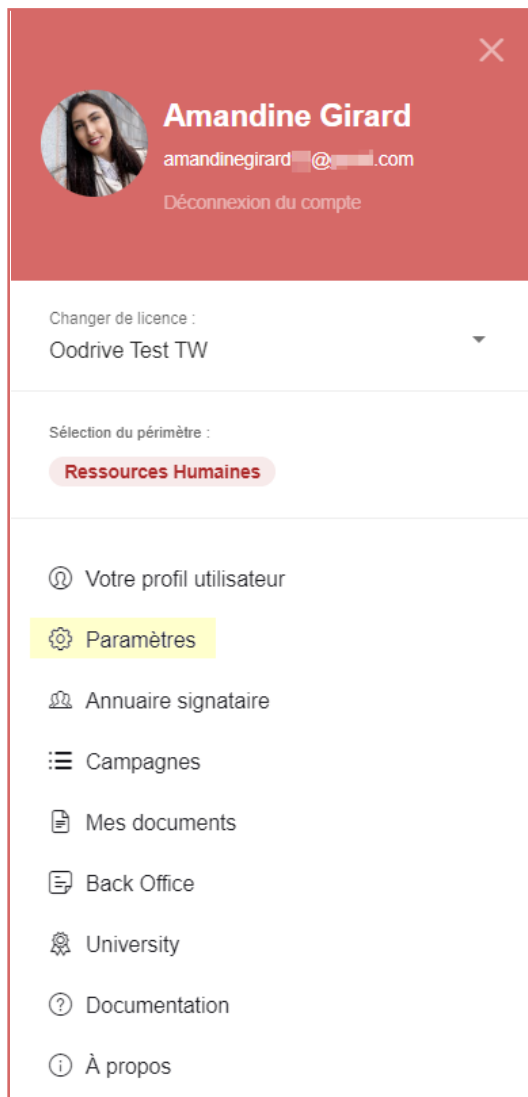 Amandine Girard
amandinegirard @ .com
Déconnexion du compte
Changer de licence :
Oodrive Test TW
Sélection du périmètre :
Ressources Humaines
Votre profil utilisateur
Paramètres
Annuaire signataire
Campagnes
Mes documents
Back Office
University
Documentation
À propos